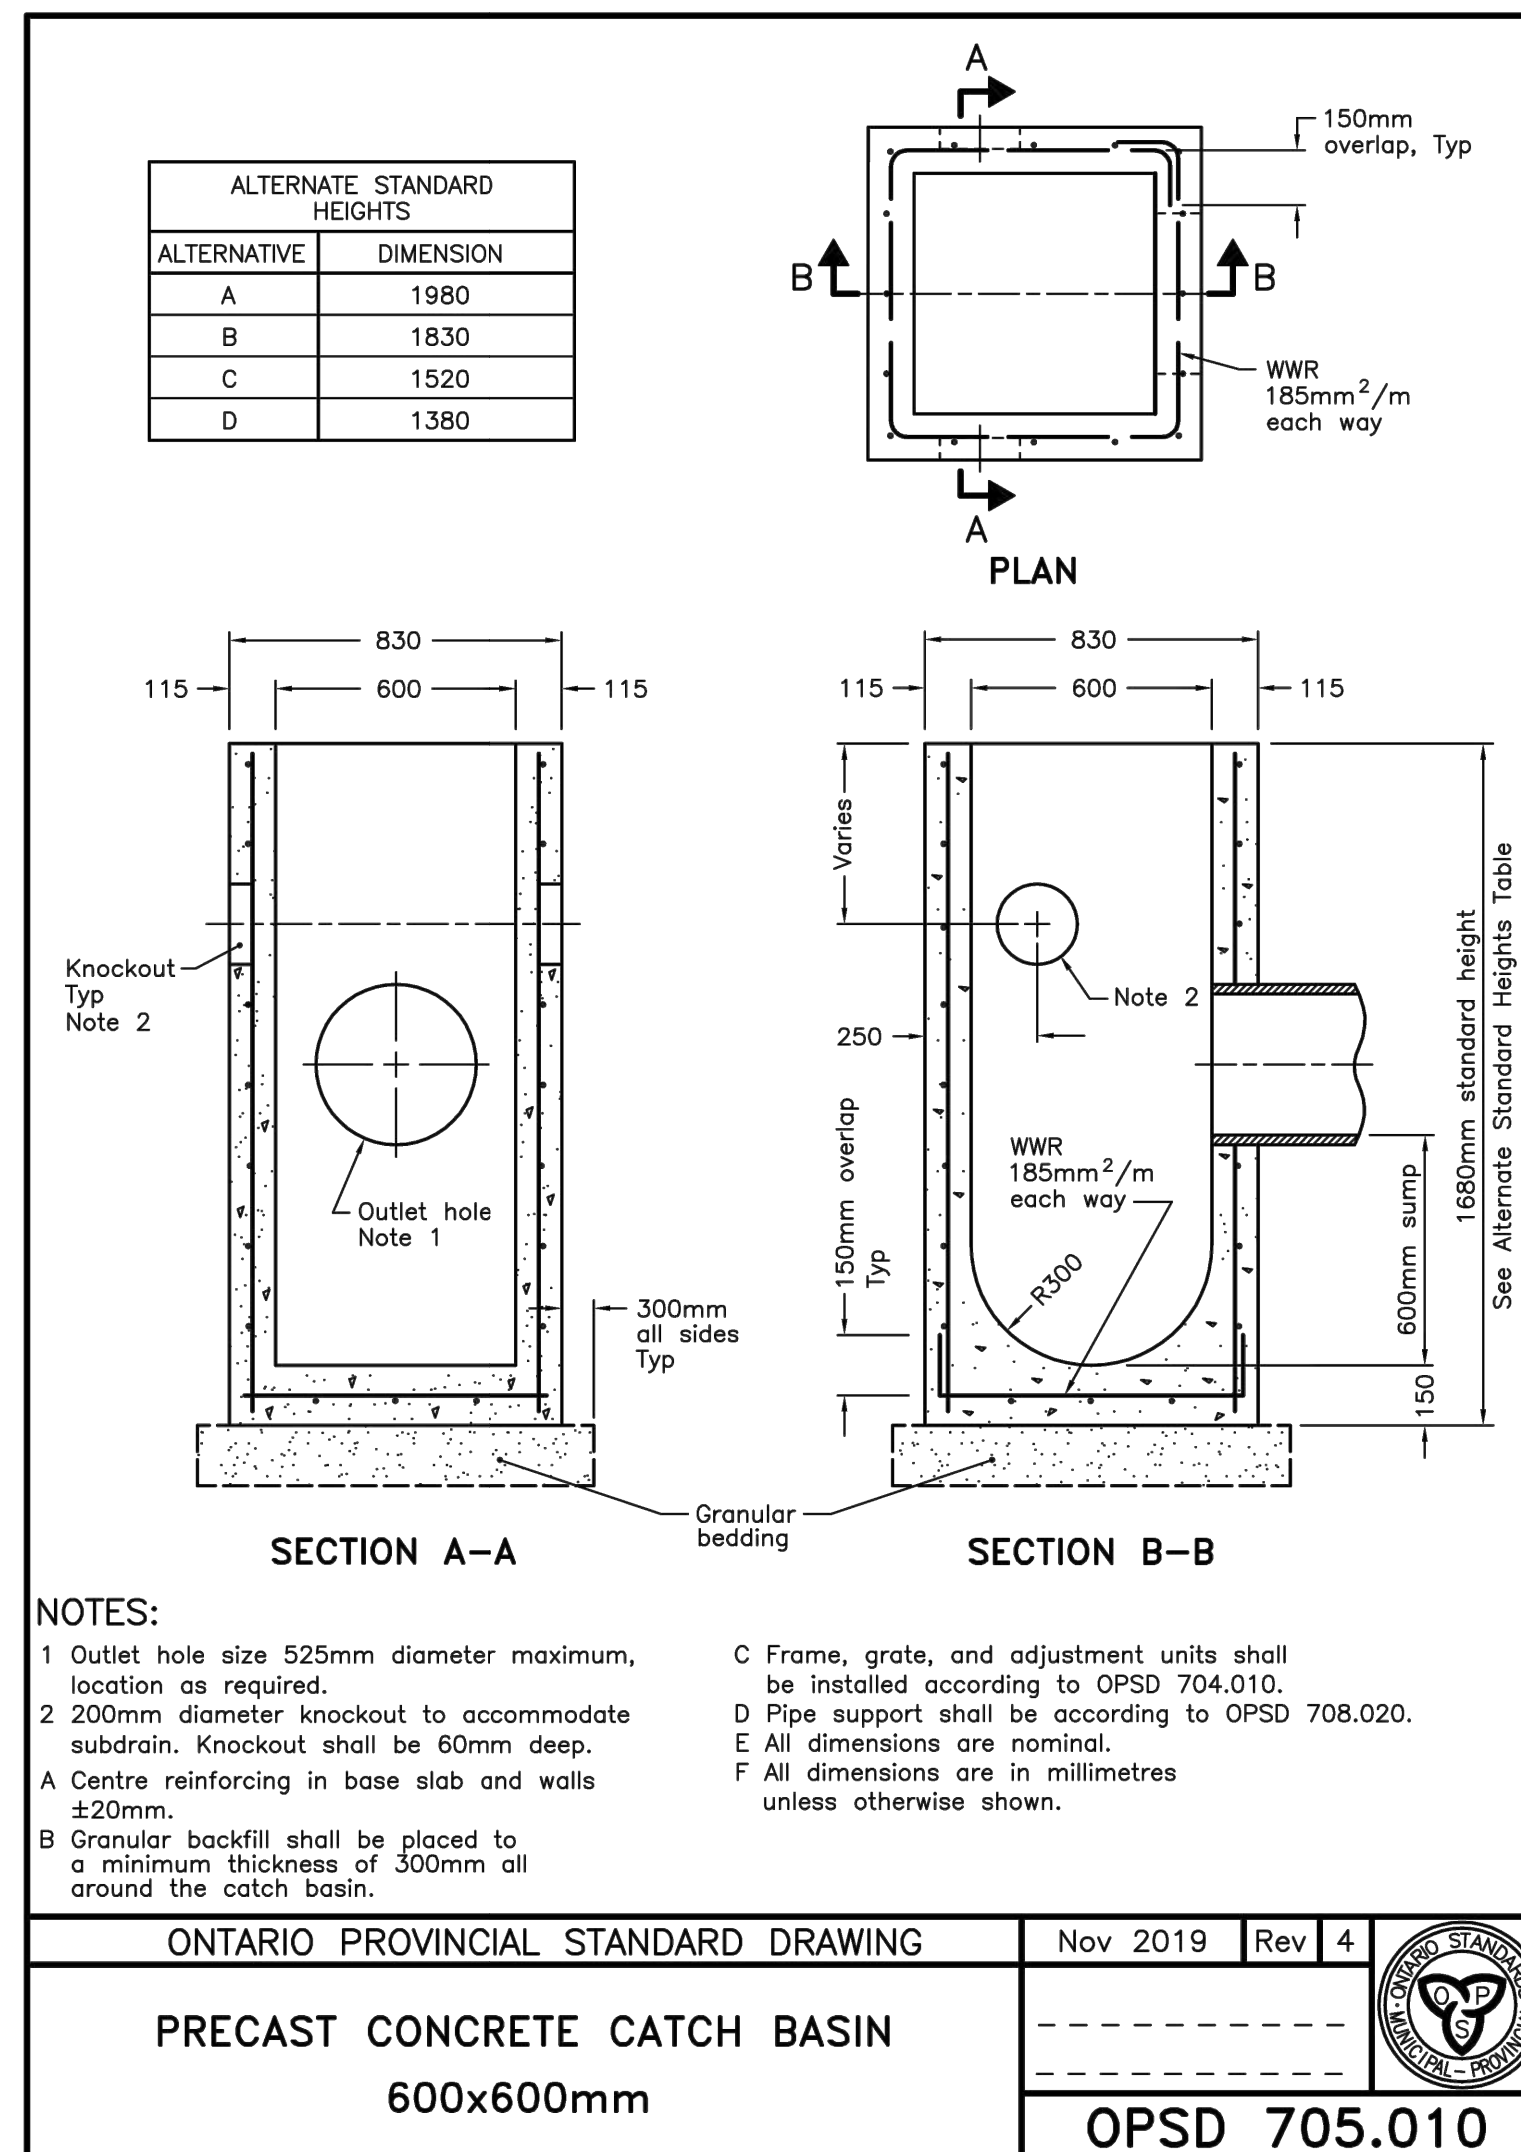 ALTERNATE STANDARD
HEIGHTS
ALTERNATIVE DIMENSION
A 1980
B 1830
C 1520
D 1380
A
150mm
overlap, Typ
B
B
WWR
185mm²/m
each way
A
PLAN
830
115
600
115
Knockout
Typ
Note 2
Outlet hole
Note 1
300mm
all sides
Typ
SECTION A-A
830
115
600
115
Varies
Note 2
250
150mm overlap
Typ
WWR
185mm²/m
each way
R300
600mm sump
150
1680mm standard height
See Alternate Standard Heights Table
Granular
bedding
SECTION B-B
NOTES:
1 Outlet hole size 525mm diameter maximum,
location as required.
2 200mm diameter knockout to accommodate
subdrain. Knockout shall be 60mm deep.
A Centre reinforcing in base slab and walls
±20mm.
B Granular backfill shall be placed to
a minimum thickness of 300mm all
around the catch basin.
C Frame, grate, and adjustment units shall
be installed according to OPSD 704.010.
D Pipe support shall be according to OPSD 708.020.
E All dimensions are nominal.
F All dimensions are in millimetres
unless otherwise shown.
ONTARIO PROVINCIAL STANDARD DRAWING
Nov 2019 Rev 4
PRECAST CONCRETE CATCH BASIN
600x600mm
ONTARIO
MUNICIPAL-
O P S
OPSD 705.010